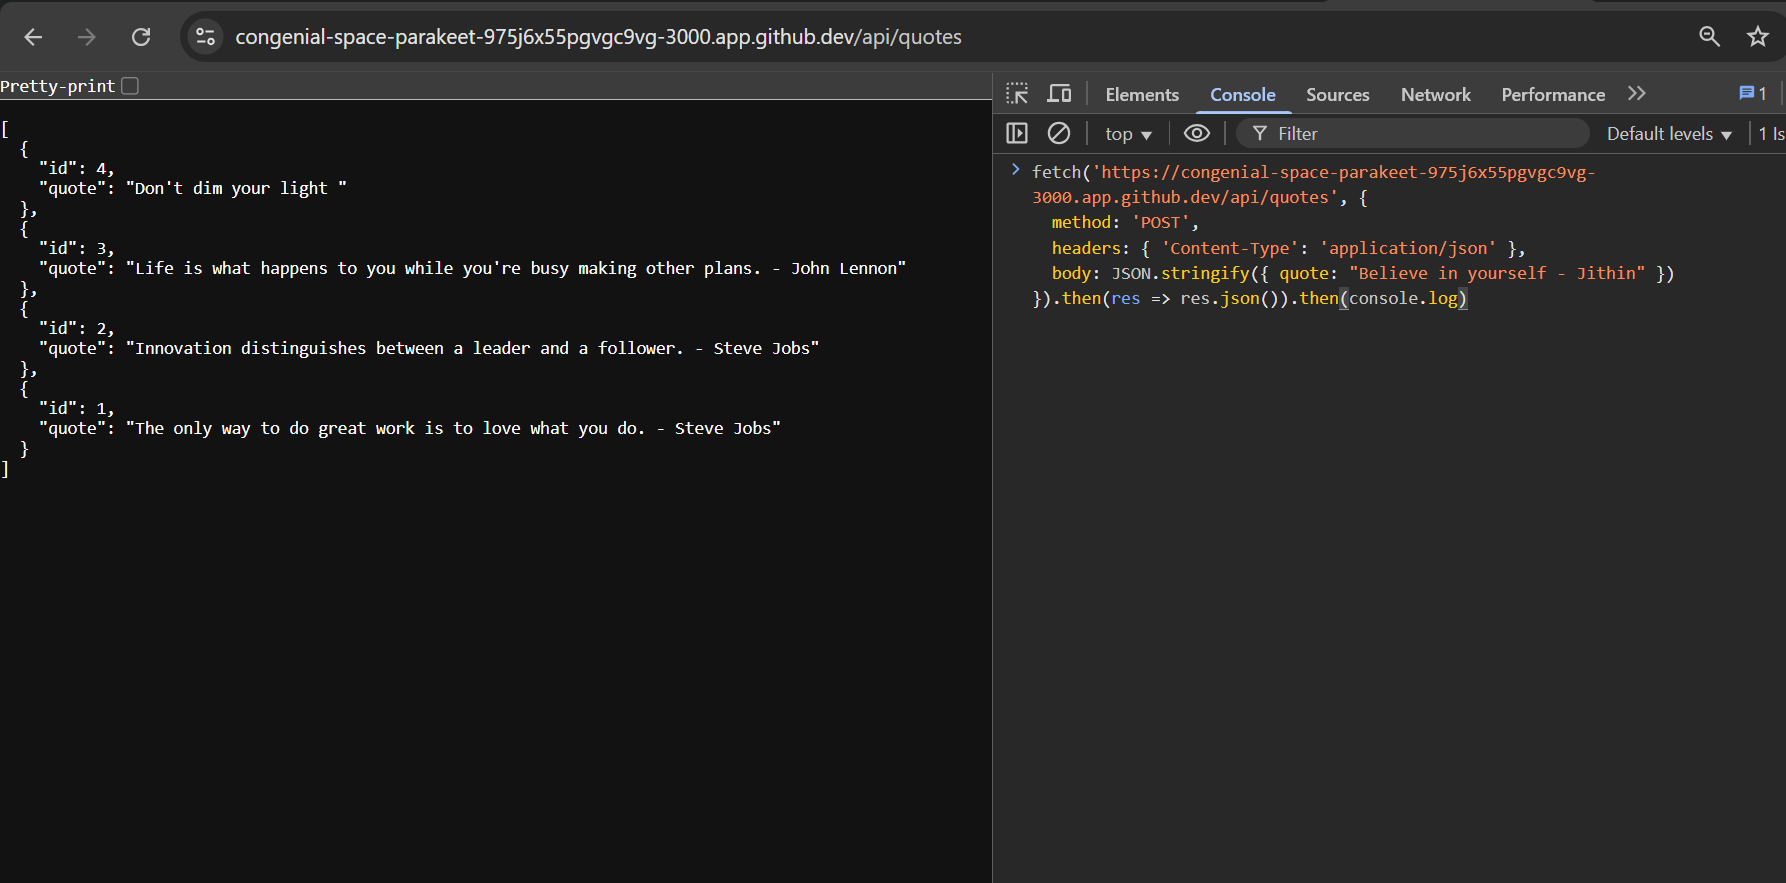 congenial-space-parakeet-975j6x55pgvgc9vg-3000.app.github.dev/api/quotes
Pretty-print
[
  {
    "id": 4,
    "quote": "Don't dim your light "
  },
  {
    "id": 3,
    "quote": "Life is what happens to you while you're busy making other plans. - John Lennon"
  },
  {
    "id": 2,
    "quote": "Innovation distinguishes between a leader and a follower. - Steve Jobs"
  },
  {
    "id": 1,
    "quote": "The only way to do great work is to love what you do. - Steve Jobs"
  }
]
Elements Console Sources Network Performance 1
top Filter Default levels 1 Is
fetch('https://congenial-space-parakeet-975j6x55pgvgc9vg-
3000.app.github.dev/api/quotes', {
  method: 'POST',
  headers: { 'Content-Type': 'application/json' },
  body: JSON.stringify({ quote: "Believe in yourself - Jithin" })
}).then(res => res.json()).then(console.log)